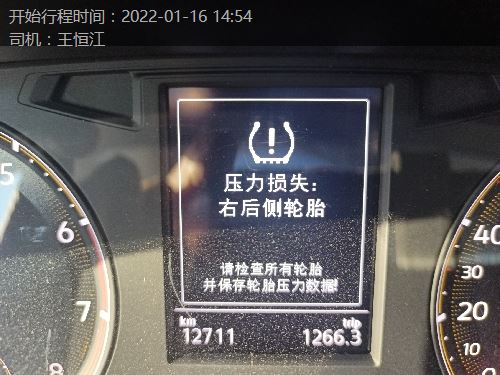 开始行程时间：2022-01-16 14:54
司机：王恒江
压力损失:
右后侧轮胎
请检查所有轮胎
并保存轮胎压力数据!
km
trip
12711
1266.3
5
6
7
8
40
30
20
10
0